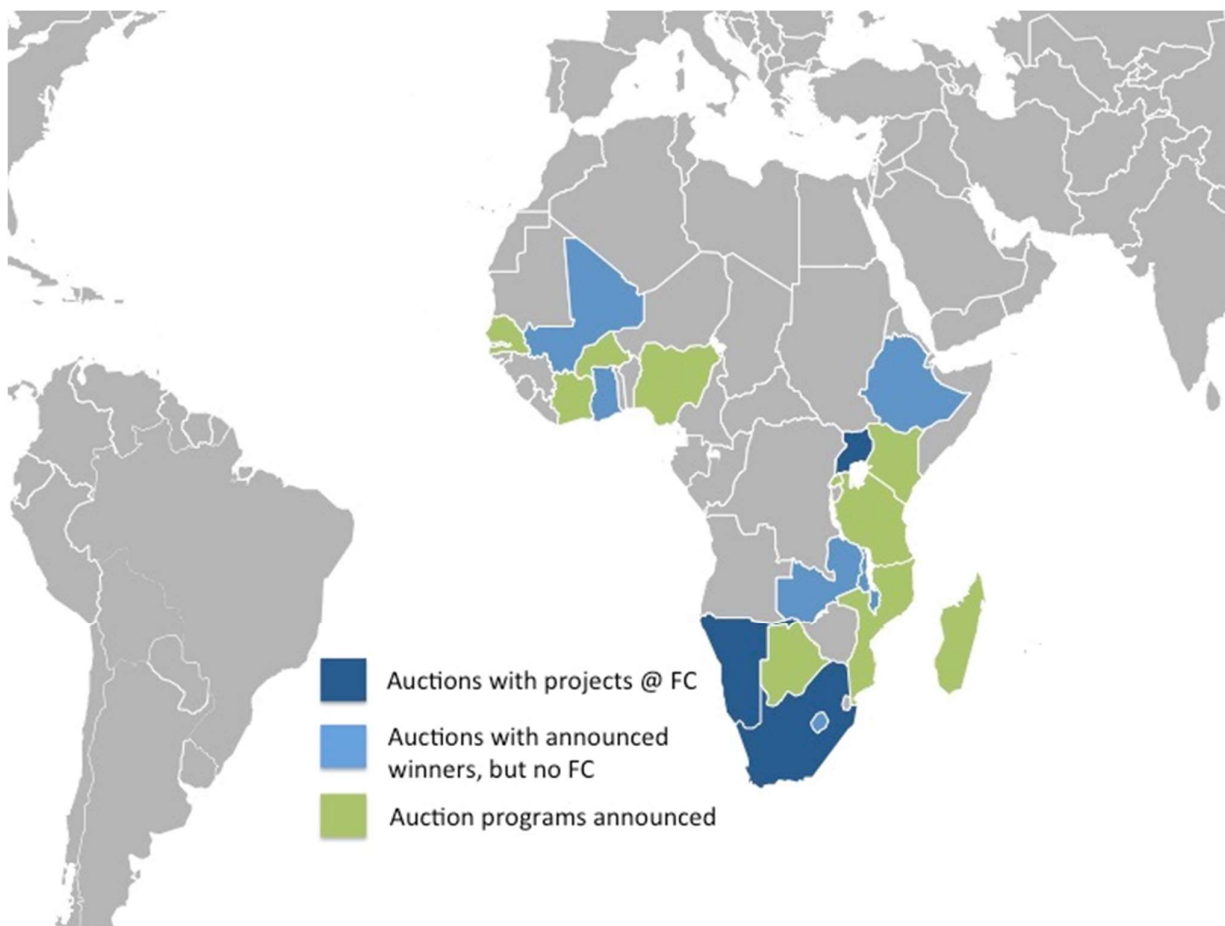 Auctions with projects @ FC
Auctions with announced
winners, but no FC
Auction programs announced